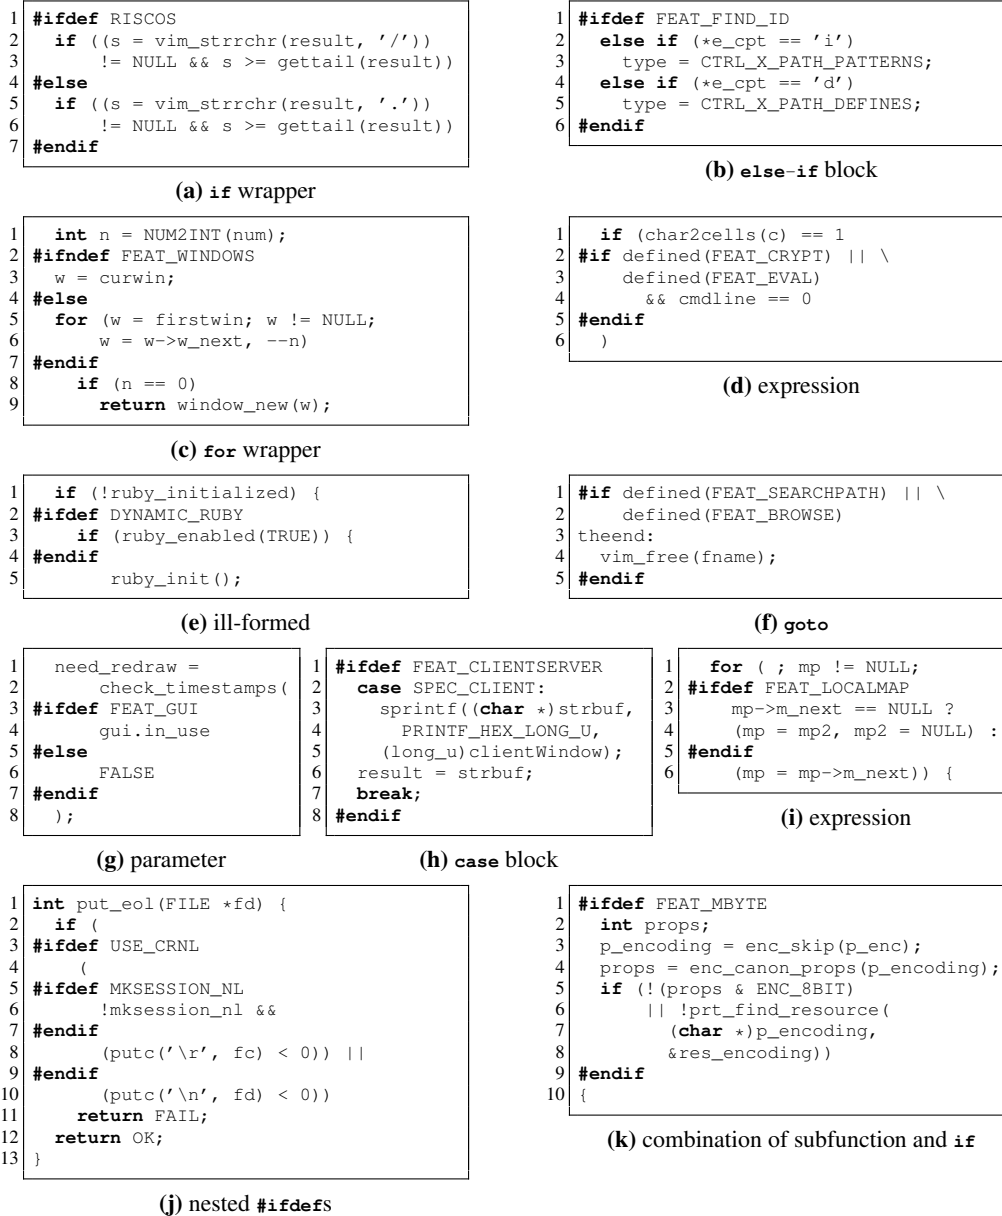 1 #ifdef RISCOS
2   if ((s = vim_strrchr(result, '/'))
3       != NULL && s >= gettail(result))
4 #else
5   if ((s = vim_strrchr(result, '.'))
6       != NULL && s >= gettail(result))
7 #endif
(a) if wrapper
1 #ifdef FEAT_FIND_ID
2   else if (*e_cpt == 'i')
3     type = CTRL_X_PATH_PATTERNS;
4   else if (*e_cpt == 'd')
5     type = CTRL_X_PATH_DEFINES;
6 #endif
(b) else-if block
1   int n = NUM2INT(num);
2 #ifndef FEAT_WINDOWS
3   w = curwin;
4 #else
5   for (w = firstwin; w != NULL;
6       w = w->w_next, --n)
7 #endif
8     if (n == 0)
9       return window_new(w);
(c) for wrapper
1   if (char2cells(c) == 1
2 #if defined(FEAT_CRYPT) || \
3     defined(FEAT_EVAL)
4       && cmdline == 0
5 #endif
6   )
(d) expression
1   if (!ruby_initialized) {
2 #ifdef DYNAMIC_RUBY
3     if (ruby_enabled(TRUE)) {
4 #endif
5        ruby_init();
(e) ill-formed
1 #if defined(FEAT_SEARCHPATH) || \
2     defined(FEAT_BROWSE)
3 theend:
4   vim_free(fname);
5 #endif
(f) goto
1   need_redraw =
2       check_timestamps(
3 #ifdef FEAT_GUI
4       gui.in_use
5 #else
6       FALSE
7 #endif
8   );
(g) parameter
1 #ifdef FEAT_CLIENTSERVER
2   case SPEC_CLIENT:
3     sprintf((char *)strbuf,
4       PRINTF_HEX_LONG_U,
5     (long_u)clientWindow);
6   result = strbuf;
7   break;
8 #endif
(h) case block
1   for ( ; mp != NULL;
2 #ifdef FEAT_LOCALMAP
3     mp->m_next == NULL ?
4     (mp = mp2, mp2 = NULL) :
5 #endif
6     (mp = mp->m_next)) {
(i) expression
1 int put_eol(FILE *fd) {
2   if (
3 #ifdef USE_CRNL
4     (
5 #ifdef MKSESSION_NL
6       !mksession_nl &&
7 #endif
8       (putc('\r', fc) < 0)) ||
9 #endif
10       (putc('\n', fd) < 0))
11     return FAIL;
12   return OK;
13 }
(j) nested #ifdefs
1 #ifdef FEAT_MBYTE
2   int props;
3   p_encoding = enc_skip(p_enc);
4   props = enc_canon_props(p_encoding);
5   if (!(props & ENC_8BIT)
6       || !prt_find_resource(
7         (char *)p_encoding,
8         &res_encoding))
9 #endif
10 {
(k) combination of subfunction and if